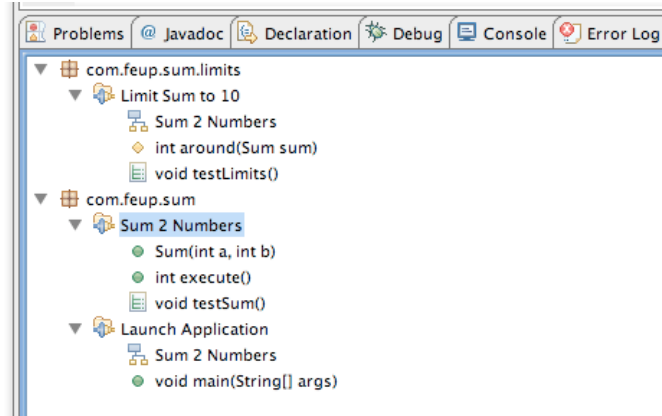 Problems @ Javadoc Declaration Debug Console Error Log
com.feup.sum.limits
Limit Sum to 10
Sum 2 Numbers
int around(Sum sum)
void testLimits()
com.feup.sum
Sum 2 Numbers
Sum(int a, int b)
int execute()
void testSum()
Launch Application
Sum 2 Numbers
void main(String[] args)